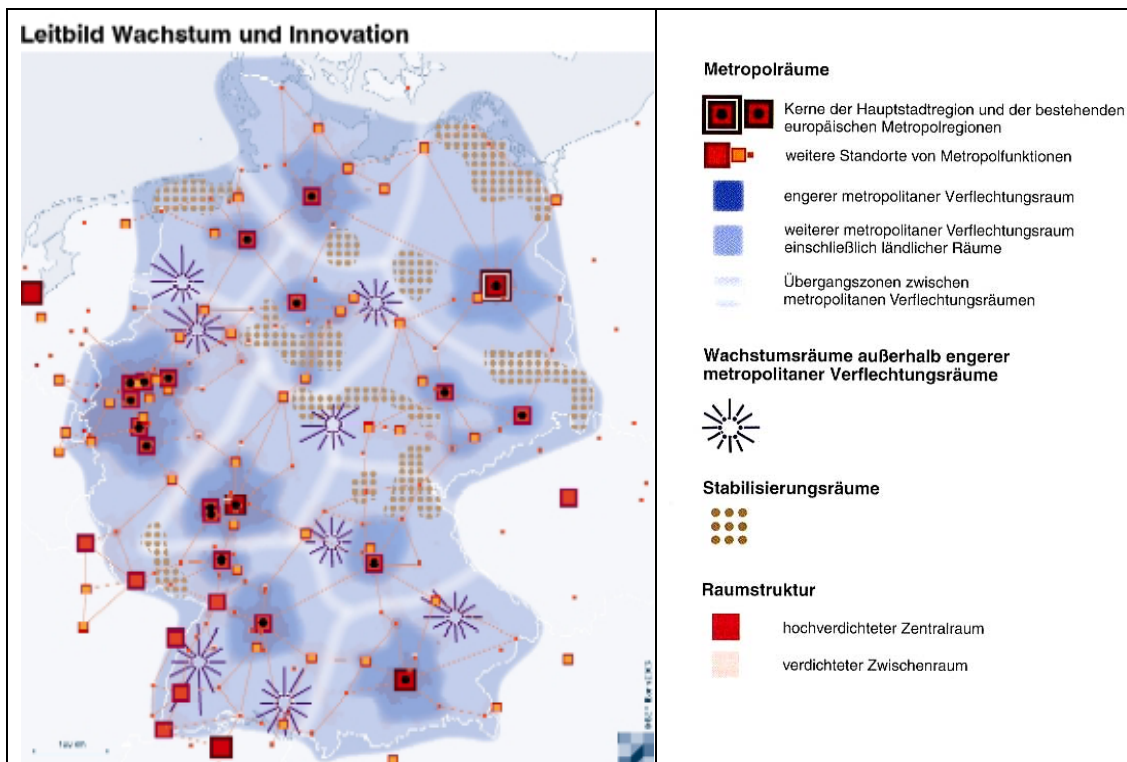 Leitbild Wachstum und Innovation
Metropolräume
Kerne der Hauptstadtregion und der bestehenden
europäischen Metropolregionen
weitere Standorte von Metropolfunktionen
engerer metropolitaner Verflechtungsraum
weiterer metropolitaner Verflechtungsraum
einschließlich ländlicher Räume
Übergangszonen zwischen
metropolitanen Verflechtungsräumen
Wachstumsräume außerhalb engerer
metropolitaner Verflechtungsräume
Stabilisierungsräume
Raumstruktur
hochverdichteter Zentralraum
verdichteter Zwischenraum